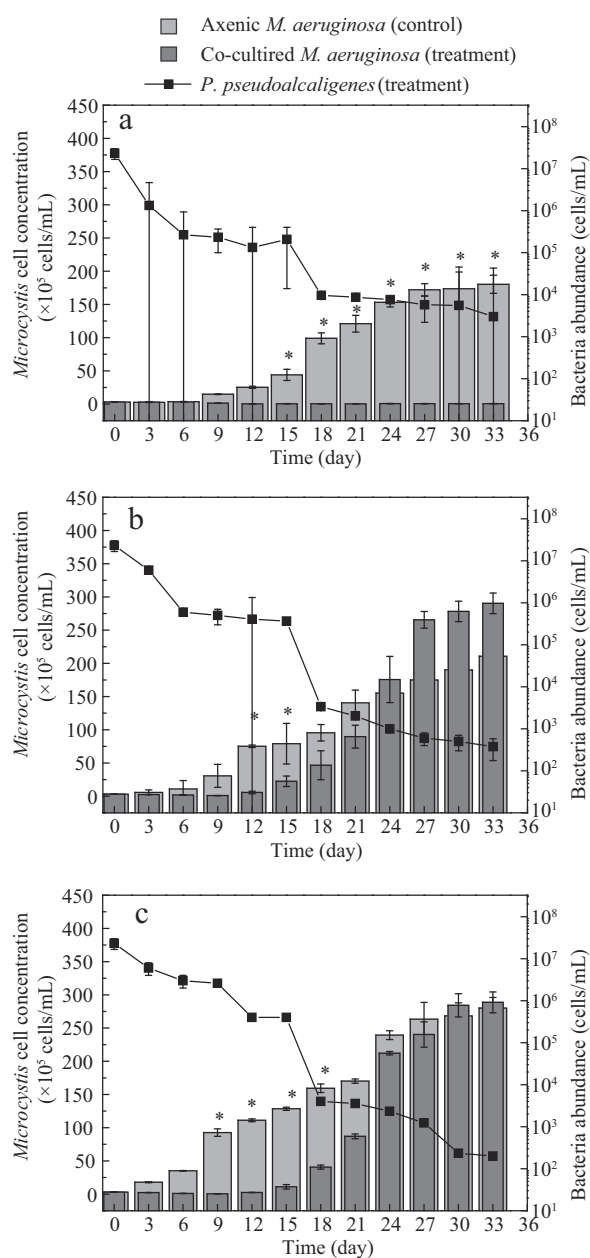 Axenic M. aeruginosa (control)
Co-cultired M. aeruginosa (treatment)
P. pseudoalcaligenes (treatment)
a
450
400
350
300
250
200
150
100
50
0
Microcystis cell concentration
(×10⁵ cells/mL)
10⁸
10⁷
10⁶
10⁵
10⁴
10³
10²
10¹
Bacteria abundance (cells/mL)
* * * * * * *
0 3 6 9 12 15 18 21 24 27 30 33 36
Time (day)
b
450
400
350
300
250
200
150
100
50
0
Microcystis cell concentration
(×10⁵ cells/mL)
10⁸
10⁷
10⁶
10⁵
10⁴
10³
10²
10¹
Bacteria abundance (cells/mL)
* *
0 3 6 9 12 15 18 21 24 27 30 33 36
Time (day)
c
450
400
350
300
250
200
150
100
50
0
Microcystis cell concentration
(×10⁵ cells/mL)
10⁸
10⁷
10⁶
10⁵
10⁴
10³
10²
10¹
Bacteria abundance (cells/mL)
* * * *
0 3 6 9 12 15 18 21 24 27 30 33 36
Time (day)